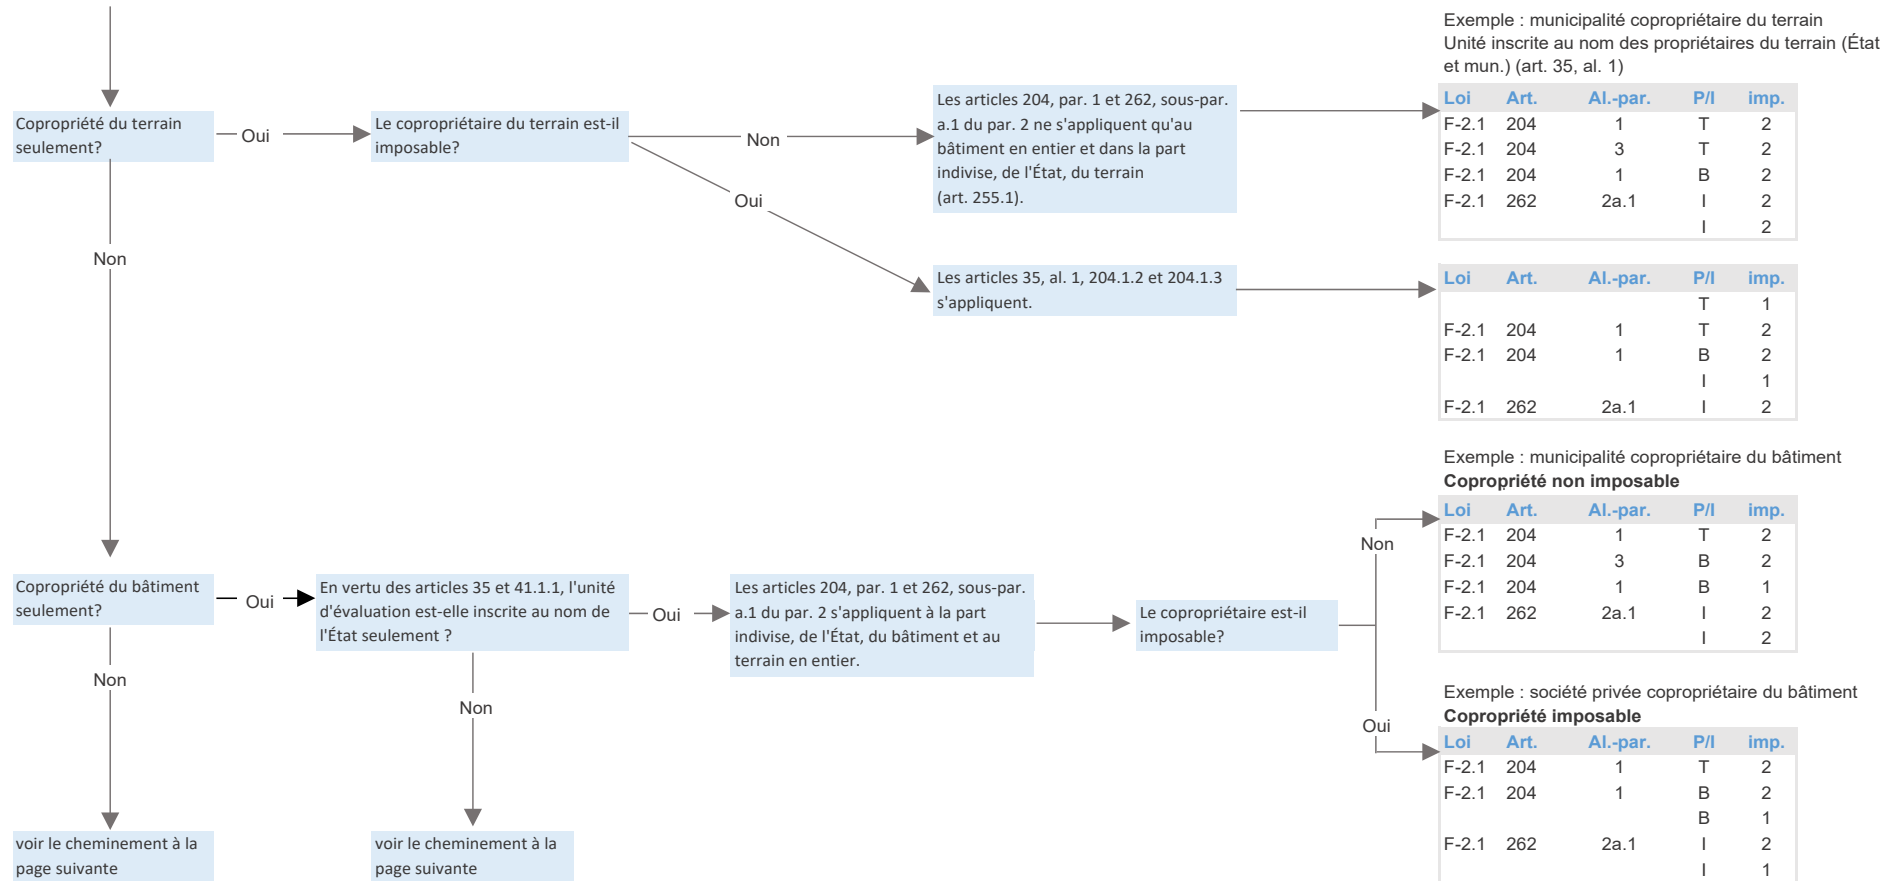 Exemple : municipalité copropriétaire du terrain
Unité inscrite au nom des propriétaires du terrain (État
et mun.) (art. 35, al. 1)
Copropriété du terrain
seulement?
Oui
Le copropriétaire du terrain est-il
imposable?
Non
Les articles 204, par. 1 et 262, sous-par.
a.1 du par. 2 ne s'appliquent qu'au
bâtiment en entier et dans la part
indivise, de l'État, du terrain
(art. 255.1).
Loi Art. Al.-par. P/I imp.
F-2.1 204 1 T 2
F-2.1 204 3 T 2
F-2.1 204 1 B 2
F-2.1 262 2a.1 I 2
I 2
Oui
Les articles 35, al. 1, 204.1.2 et 204.1.3
s'appliquent.
Loi Art. Al.-par. P/I imp.
T 1
F-2.1 204 1 T 2
F-2.1 204 1 B 2
I 1
F-2.1 262 2a.1 I 2
Non
Copropriété du bâtiment
seulement?
Oui
En vertu des articles 35 et 41.1.1, l'unité
d'évaluation est-elle inscrite au nom de
l'État seulement ?
Oui
Les articles 204, par. 1 et 262, sous-par.
a.1 du par. 2 s'appliquent à la part
indivise, de l'État, du bâtiment et au
terrain en entier.
Le copropriétaire est-il
imposable?
Non
Exemple : municipalité copropriétaire du bâtiment
Copropriété non imposable
Loi Art. Al.-par. P/I imp.
F-2.1 204 1 T 2
F-2.1 204 3 B 2
F-2.1 204 1 B 1
F-2.1 262 2a.1 I 2
I 2
Oui
Exemple : société privée copropriétaire du bâtiment
Copropriété imposable
Loi Art. Al.-par. P/I imp.
F-2.1 204 1 T 2
F-2.1 204 1 B 2
B 1
F-2.1 262 2a.1 I 2
I 1
Non
voir le cheminement à la
page suivante
Non
voir le cheminement à la
page suivante